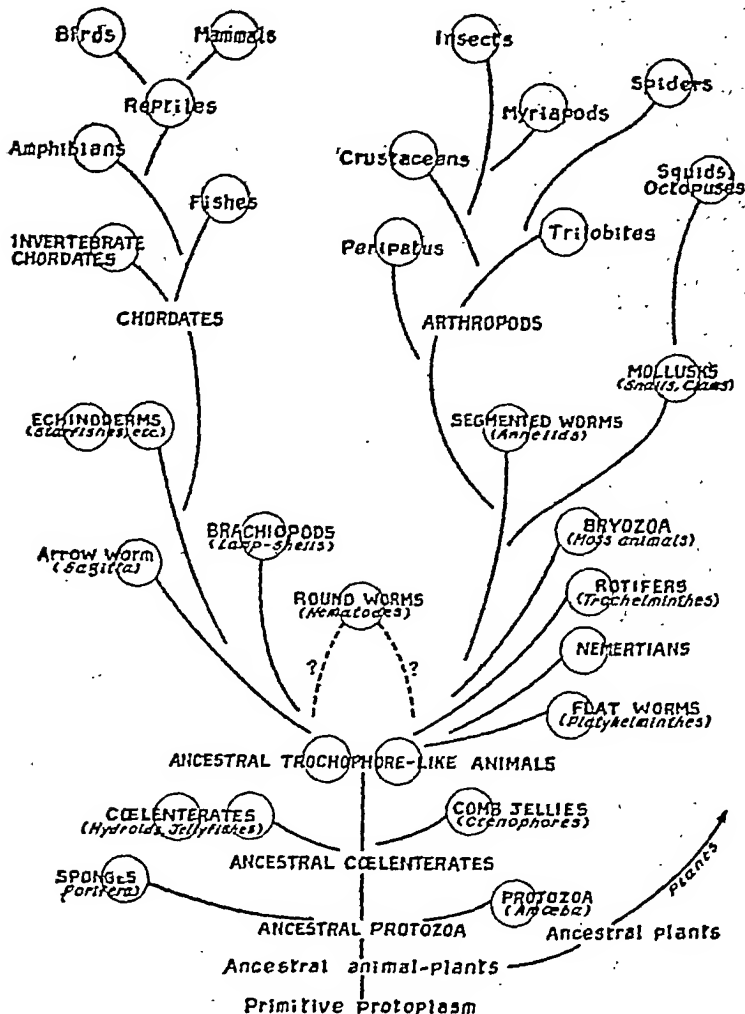 Birds
Mammals
Reptiles
Amphibians
Fishes
INVERTEBRATE
CHORDATES
CHORDATES
Insects
Myriapods
Spiders
Crustaceans
Squids,
Octopuses
Peripatus
Trilobites
ARTHROPODS
MOLLUSKS
(Snails, Clams)
ECHINODERMS
(Starfishes, etc.)
SEGMENTED WORMS
(Annelids)
BRACHIOPODS
(Lamp-Shells)
BRYOZOA
(Moss animals)
Arrow Worm
(Sagitta)
ROUND WORMS
(Nematodes)
ROTIFERS
(Trochelminthes)
? ?
NEMERTIANS
FLAT WORMS
(Platyhelminthes)
ANCESTRAL TROCHOPHORE-LIKE ANIMALS
CŒLENTERATES
(Hydroids, Jellyfishes)
COMB JELLIES
(Ctenophores)
ANCESTRAL CŒLENTERATES
SPONGES
(Porifera)
PROTOZOA
(Amœba)
Plants
ANCESTRAL PROTOZOA
Ancestral plants
Ancestral animal-plants
Primitive protoplasm